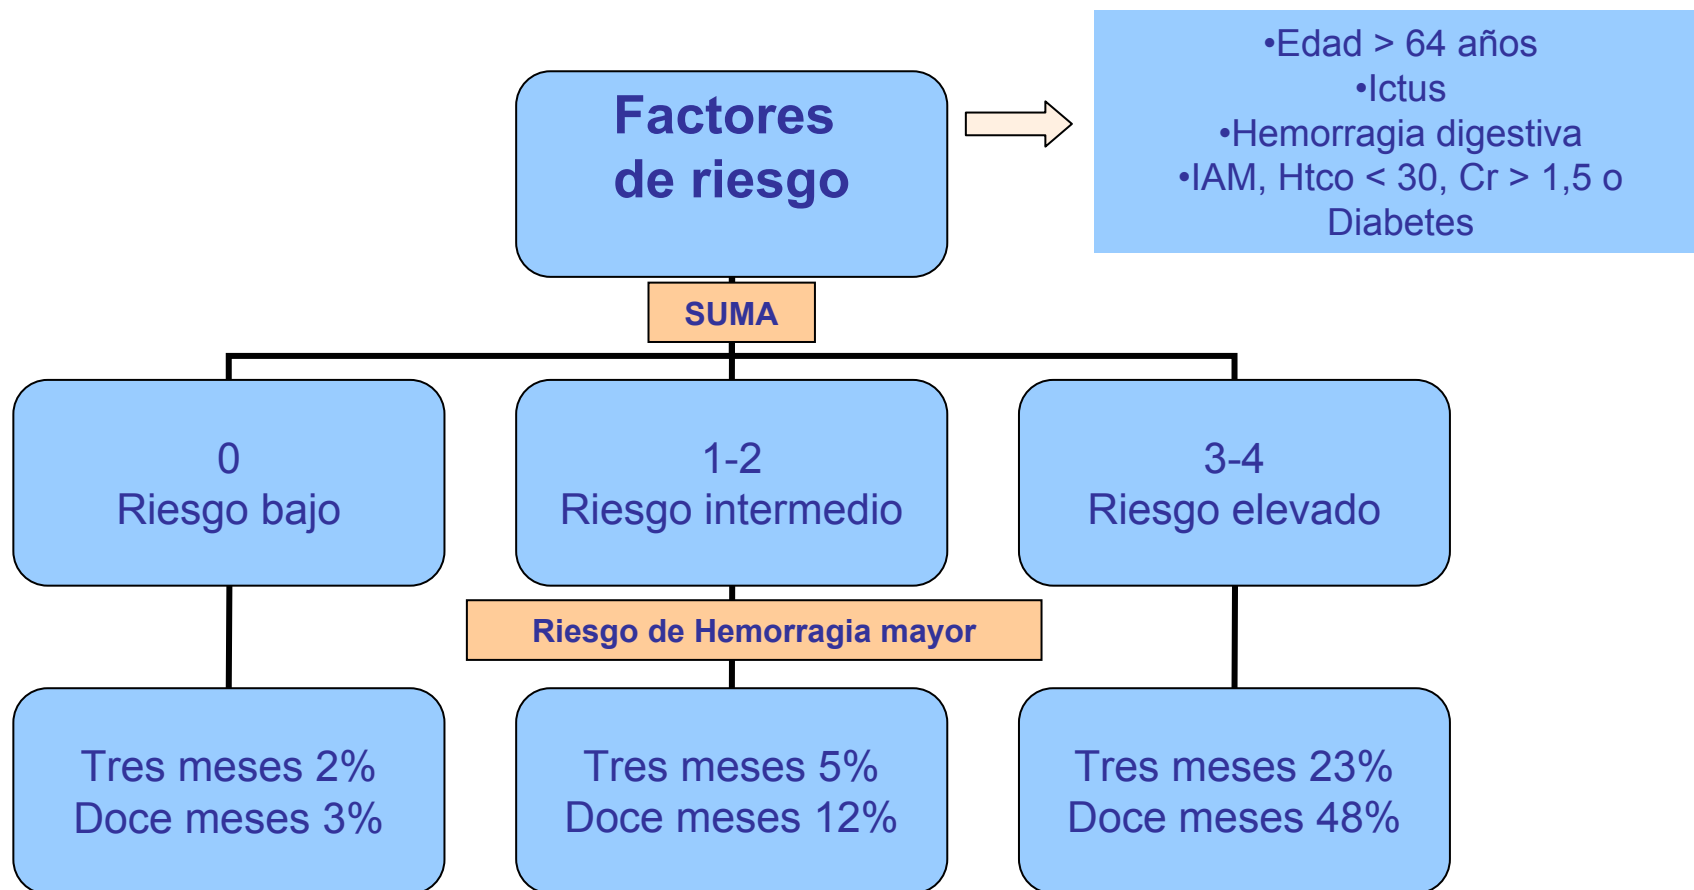 •Edad > 64 años
•Ictus
•Hemorragia digestiva
•IAM, Htco < 30, Cr > 1,5 o
Diabetes
Factores
de riesgo
SUMA
0
Riesgo bajo
1-2
Riesgo intermedio
3-4
Riesgo elevado
Riesgo de Hemorragia mayor
Tres meses 2%
Doce meses 3%
Tres meses 5%
Doce meses 12%
Tres meses 23%
Doce meses 48%